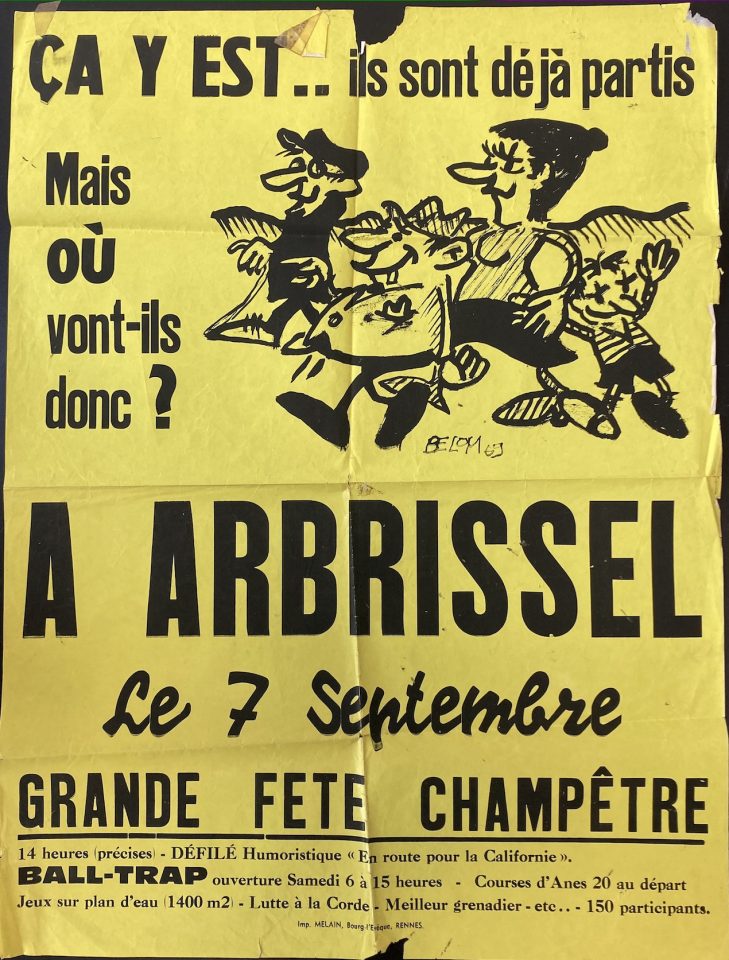 ÇA Y EST.. ils sont déjà partis
Mais
où
vont-ils
donc ?
BELOM 69
A ARBRISSEL
Le 7 Septembre
GRANDE FETE CHAMPÊTRE
14 heures (précises) - DÉFILÉ Humoristique « En route pour la Californie ».
BALL-TRAP ouverture Samedi 6 à 15 heures - Courses d'Anes 20 au départ
Jeux sur plan d'eau (1400 m2) - Lutte à la Corde - Meilleur grenadier - etc.. - 150 participants.
Imp. MELAIN, Bourg-l'Evêque, RENNES.